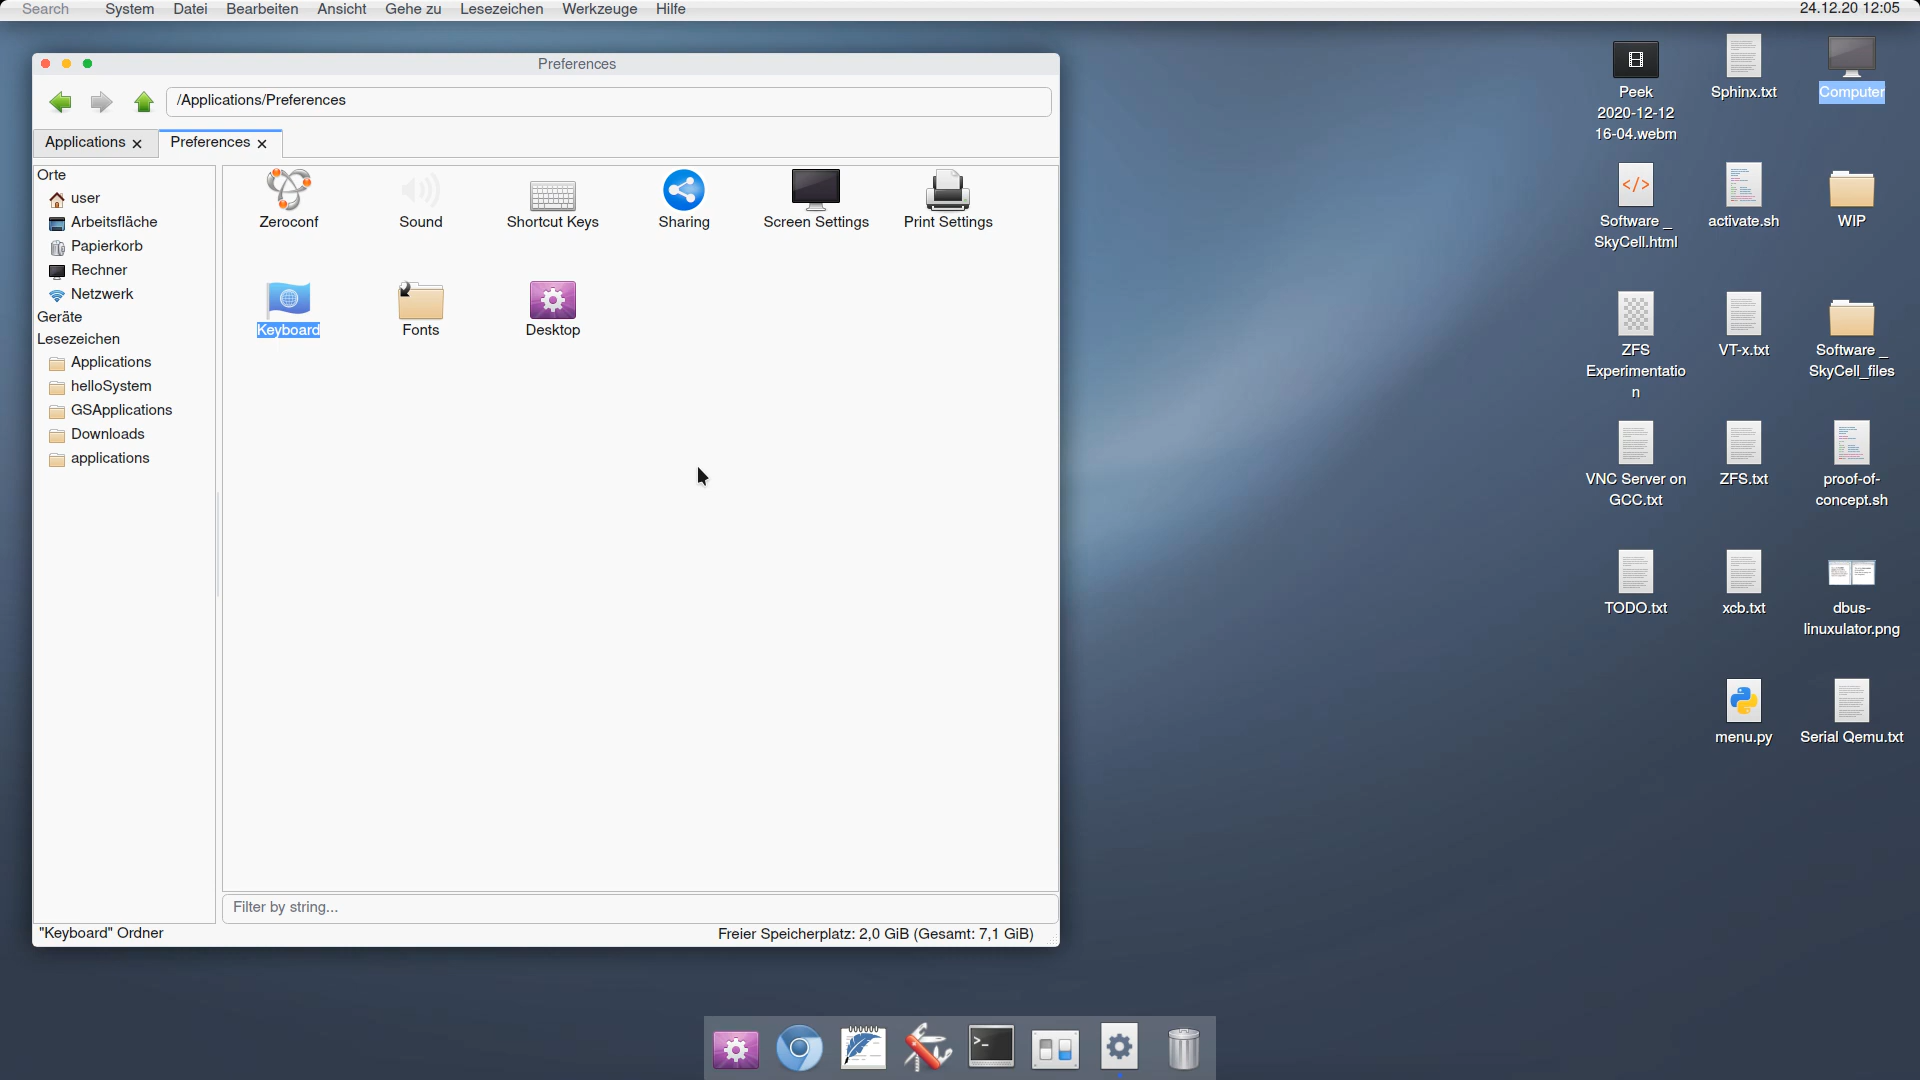 Search System Datei Bearbeiten Ansicht Gehe zu Lesezeichen Werkzeuge Hilfe 24.12.20 12:05
Preferences
/Applications/Preferences
Applications Preferences
Orte
user
Arbeitsfläche
Papierkorb
Rechner
Netzwerk
Geräte
Lesezeichen
Applications
helloSystem
GSApplications
Downloads
applications
Zeroconf Sound Shortcut Keys Sharing Screen Settings Print Settings
Keyboard Fonts Desktop
Filter by string...
"Keyboard" Ordner Freier Speicherplatz: 2,0 GiB (Gesamt: 7,1 GiB)
Peek
2020-12-12
16-04.webm
Sphinx.txt
Computer
Software _
SkyCell.html
activate.sh
WIP
ZFS
Experimentatio
n
VT-x.txt
Software _
SkyCell_files
VNC Server on
GCC.txt
ZFS.txt
proof-of-
concept.sh
TODO.txt
xcb.txt
dbus-
linuxulator.png
menu.py
Serial Qemu.txt